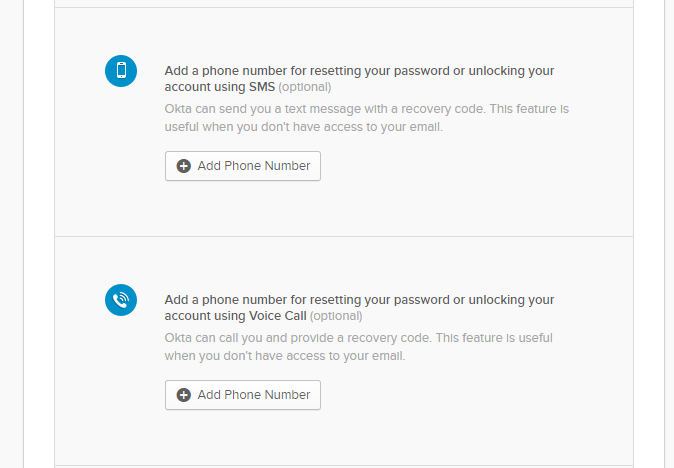 Add a phone number for resetting your password or unlocking your
account using SMS (optional)
Okta can send you a text message with a recovery code. This feature is
useful when you don't have access to your email.
Add Phone Number
Add a phone number for resetting your password or unlocking your
account using Voice Call (optional)
Okta can call you and provide a recovery code. This feature is useful
when you don't have access to your email.
Add Phone Number